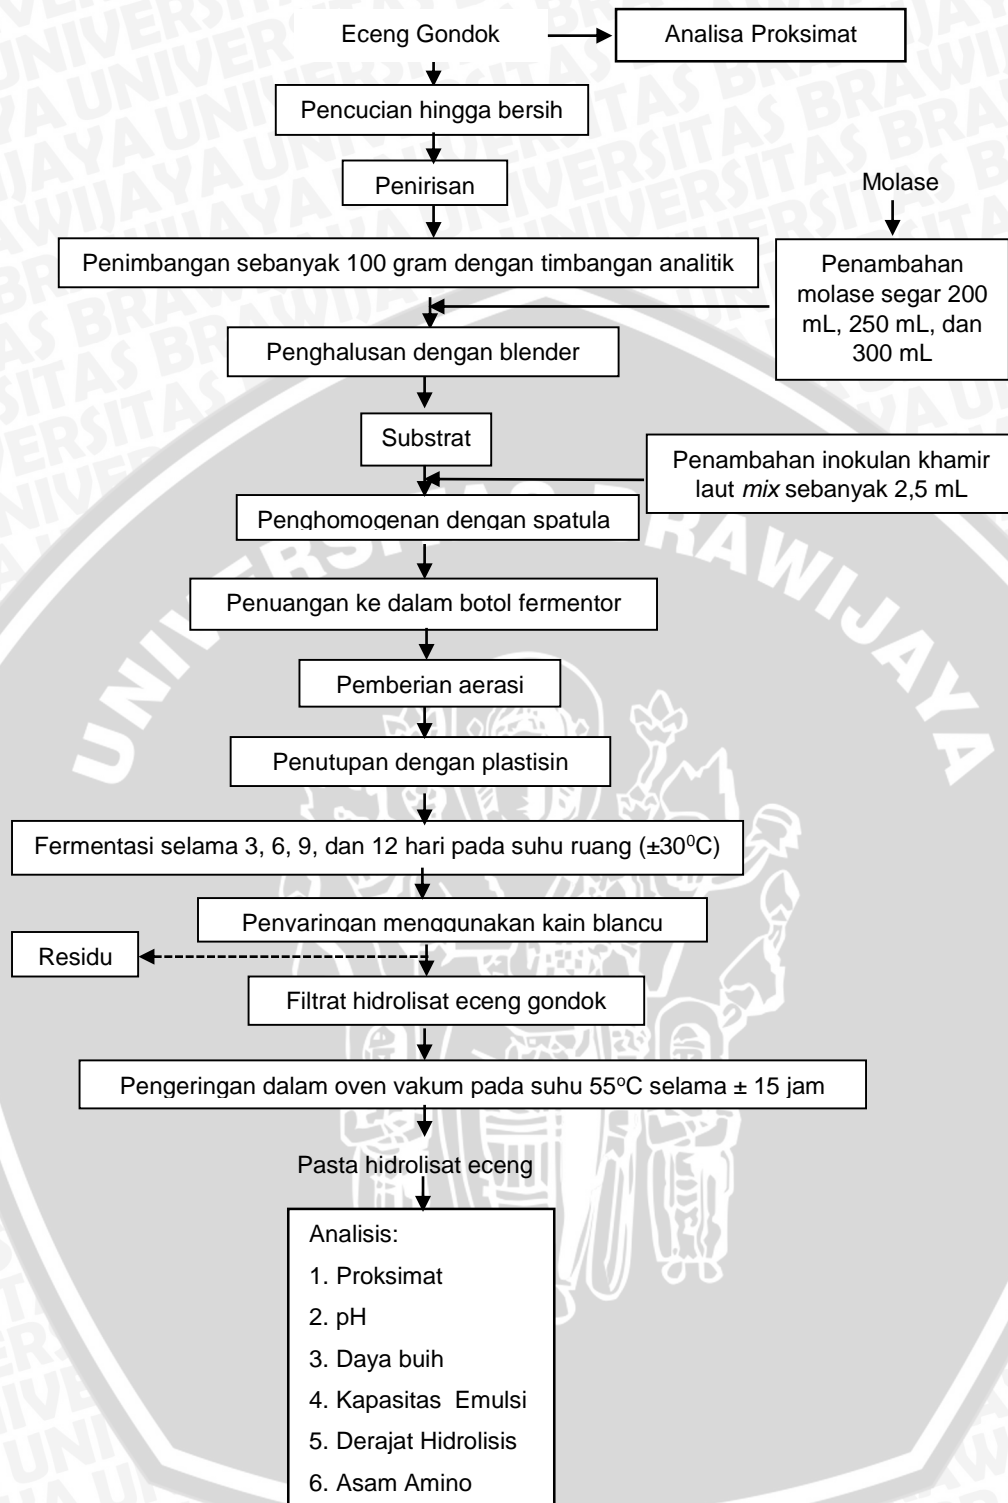 Eceng Gondok
Analisa Proksimat
Pencucian hingga bersih
Penirisan
Molase
Penimbangan sebanyak 100 gram dengan timbangan analitik
Penambahan
molase segar 200
mL, 250 mL, dan
300 mL
Penghalusan dengan blender
Substrat
Penambahan inokulan khamir
laut mix sebanyak 2,5 mL
Penghomogenan dengan spatula
Penuangan ke dalam botol fermentor
Pemberian aerasi
Penutupan dengan plastisin
Fermentasi selama 3, 6, 9, dan 12 hari pada suhu ruang (±30⁰C)
Penyaringan menggunakan kain blancu
Residu
Filtrat hidrolisat eceng gondok
Pengeringan dalam oven vakum pada suhu 55ᵒC selama ± 15 jam
Pasta hidrolisat eceng
Analisis:
1. Proksimat
2. pH
3. Daya buih
4. Kapasitas Emulsi
5. Derajat Hidrolisis
6. Asam Amino
UNIVERSITAS BRAWIJAYA